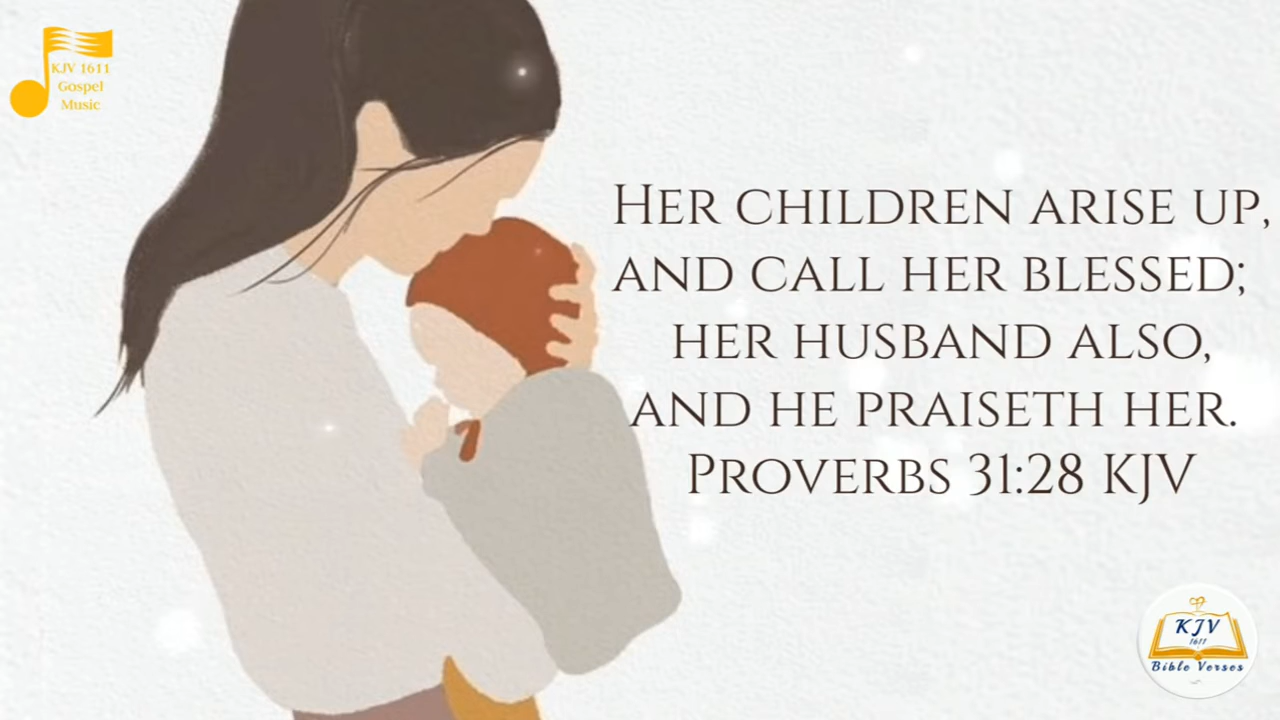 KJV 1611
Gospel
Music
Her children arise up,
and call her blessed;
her husband also,
and he praiseth her.
Proverbs 31:28 KJV
KJV
1611
Bible Verses